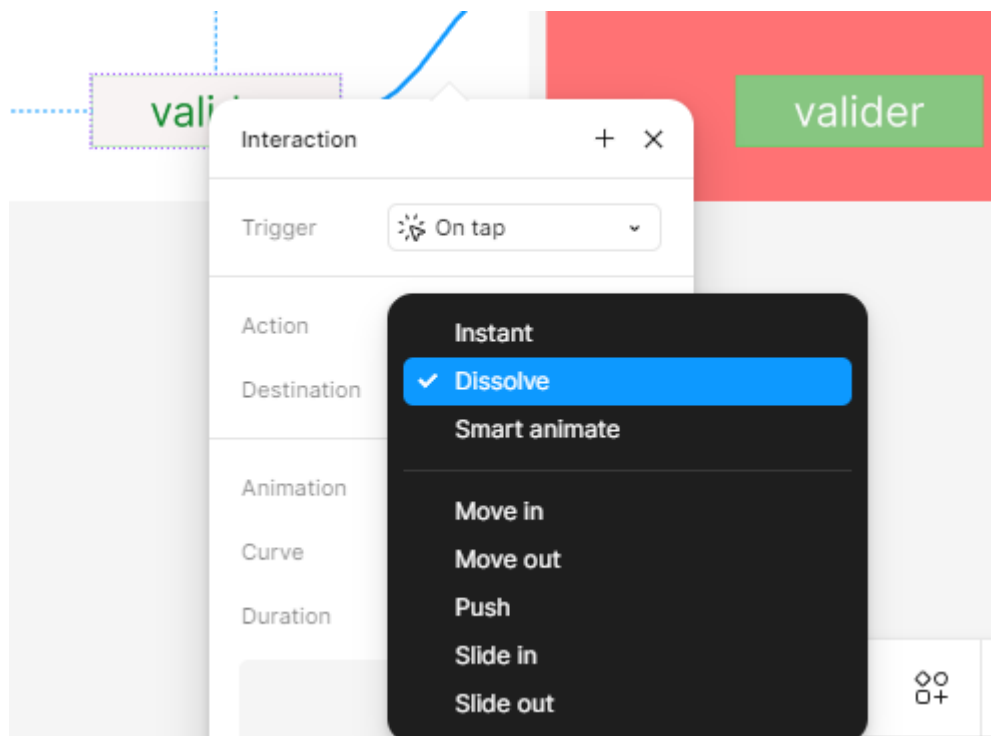 valider
Interaction
Trigger
On tap
Action
Instant
Dissolve
Destination
Smart animate
Animation
Move in
Curve
Move out
Duration
Push
Slide in
Slide out